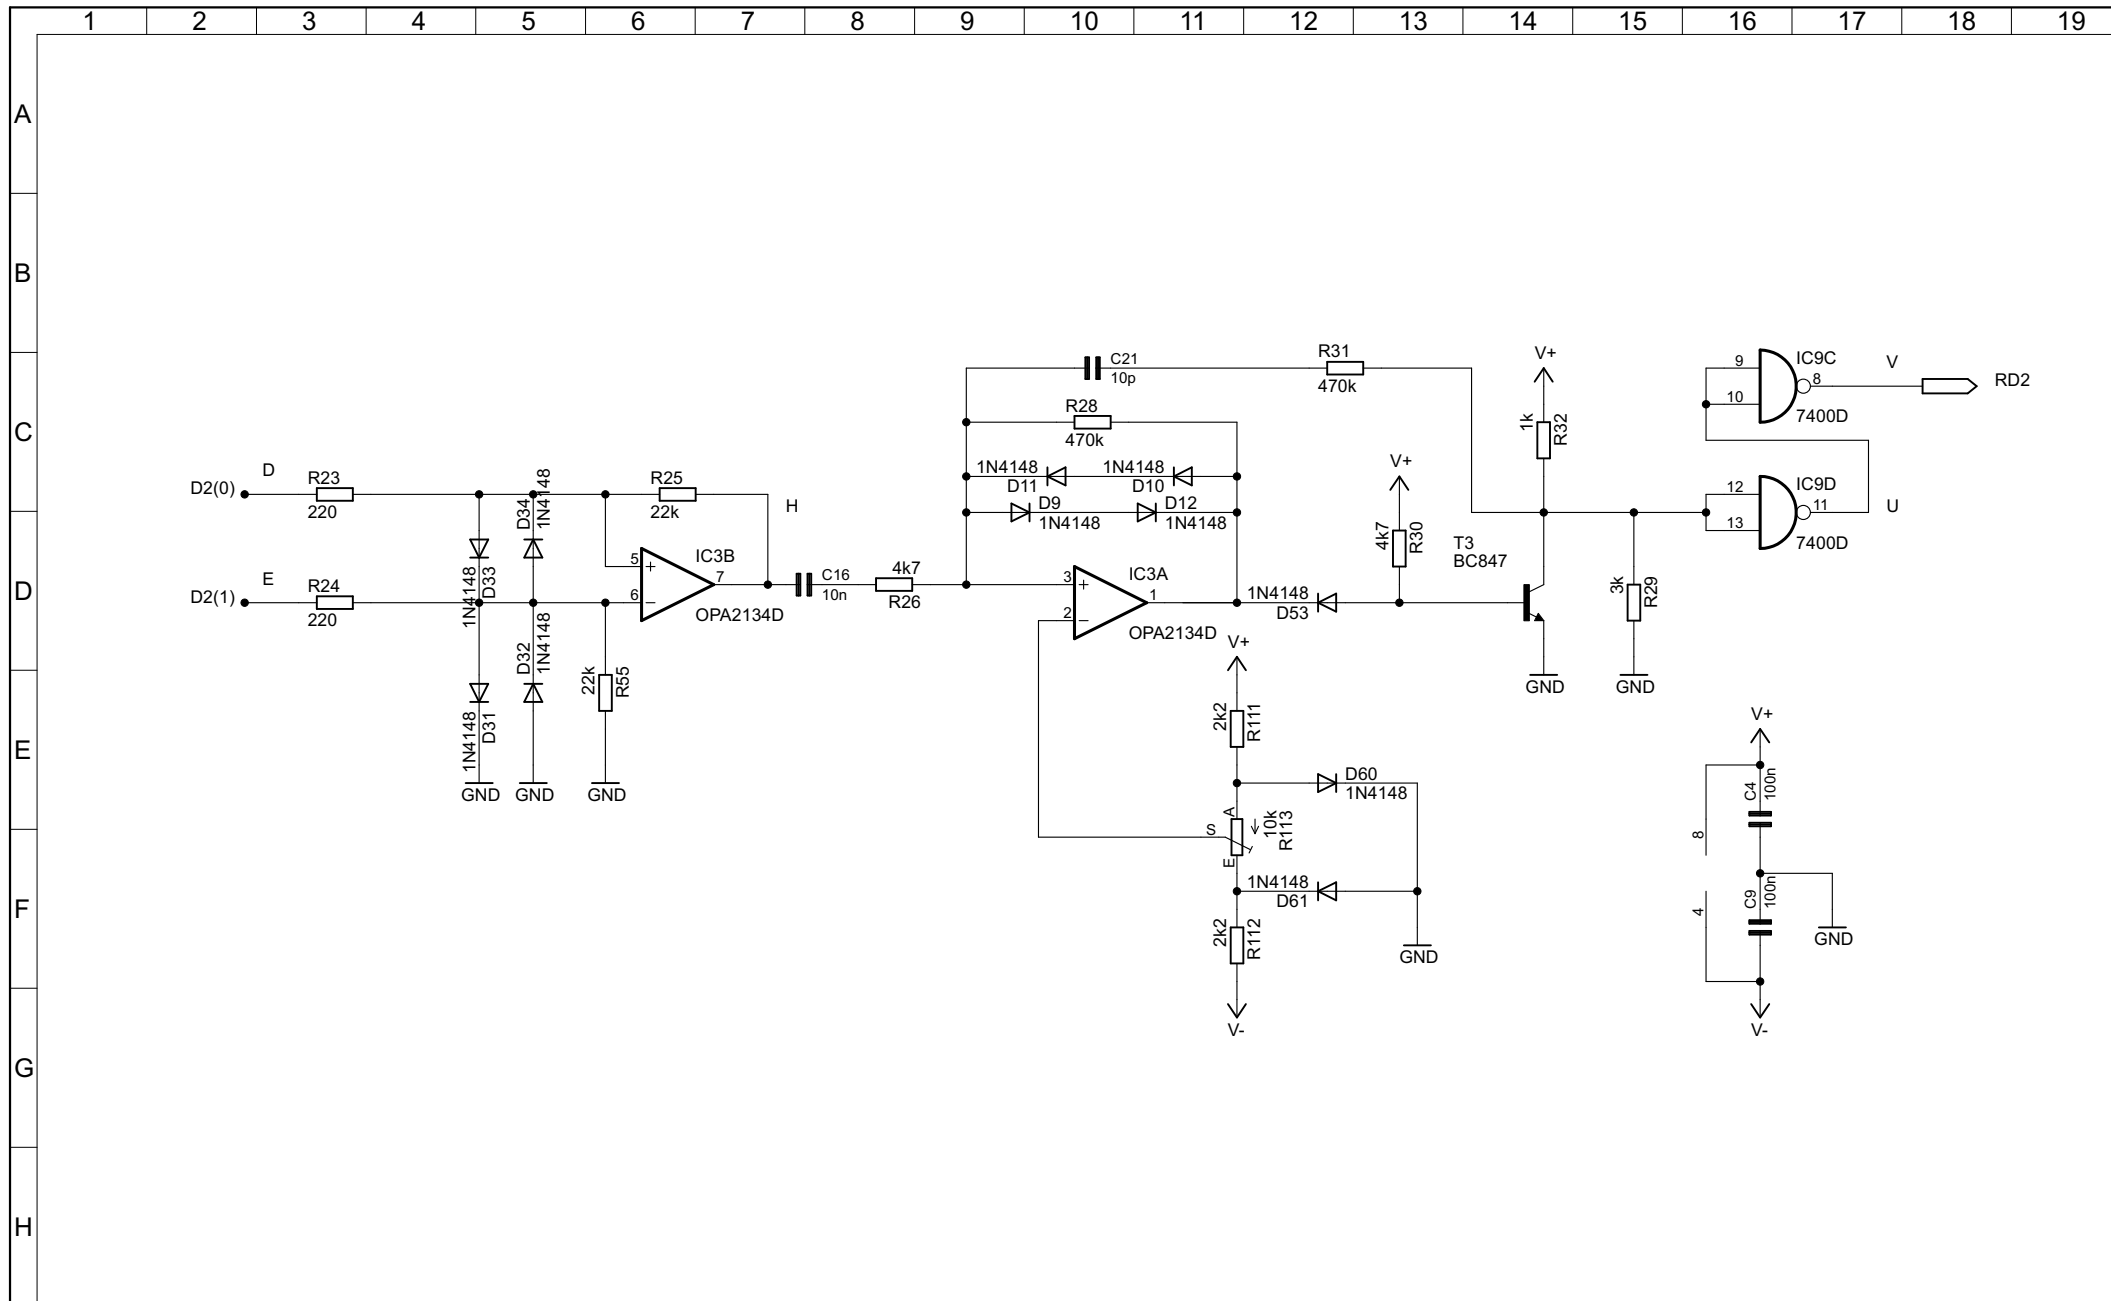 1 2 3 4 5 6 7 8 9 10 11 12 13 14 15 16 17 18 19
A
B
C
D
E
F
G
H
D2(0)
D
R23
220
D2(1)
E
R24
220
1N4148
D33
D34
1N4148
1N4148
D31
D32
1N4148
GND
GND
GND
22k
R55
R25
22k
H
5
+
6
−
7
IC3B
OPA2134D
C16
10n
4k7
R26
C21
10p
R31
470k
R28
470k
1N4148
D11
1N4148
D10
D9
1N4148
D12
1N4148
3
+
2
−
1
IC3A
OPA2134D
1N4148
D53
V+
4k7
R30
V+
1k
R32
T3
BC847
GND
3k
R29
GND
V+
2k2
R111
D60
1N4148
A
S
E
10k
R113
1N4148
D61
2k2
R112
V-
GND
9
10
8
IC9C
7400D
V
RD2
12
13
11
IC9D
7400D
U
V+
C4
100n
8
4
C9
100n
GND
V-